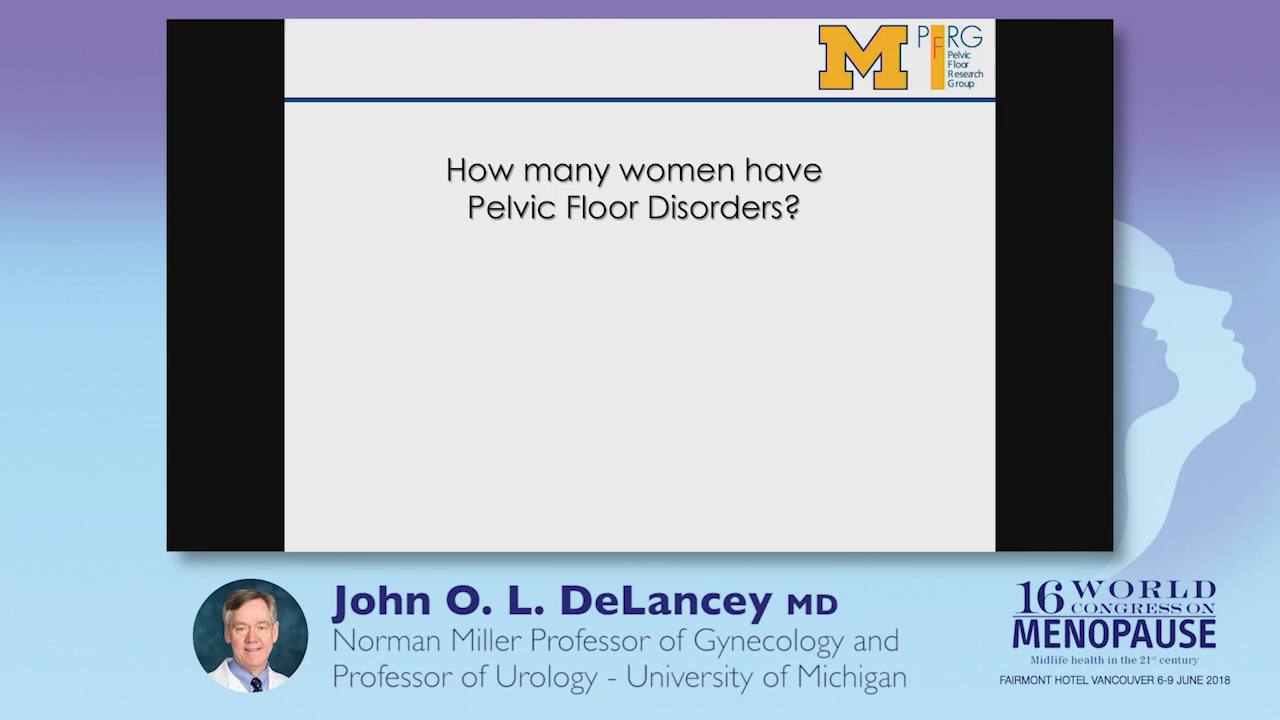 M
PFRG
Pelvic
Floor
Research
Group
How many women have
Pelvic Floor Disorders?
John O. L. DeLancey MD
Norman Miller Professor of Gynecology and
Professor of Urology - University of Michigan
16 WORLD
CONGRESS ON
MENOPAUSE
Midlife health in the 21st century
FAIRMONT HOTEL VANCOUVER 6-9 JUNE 2018